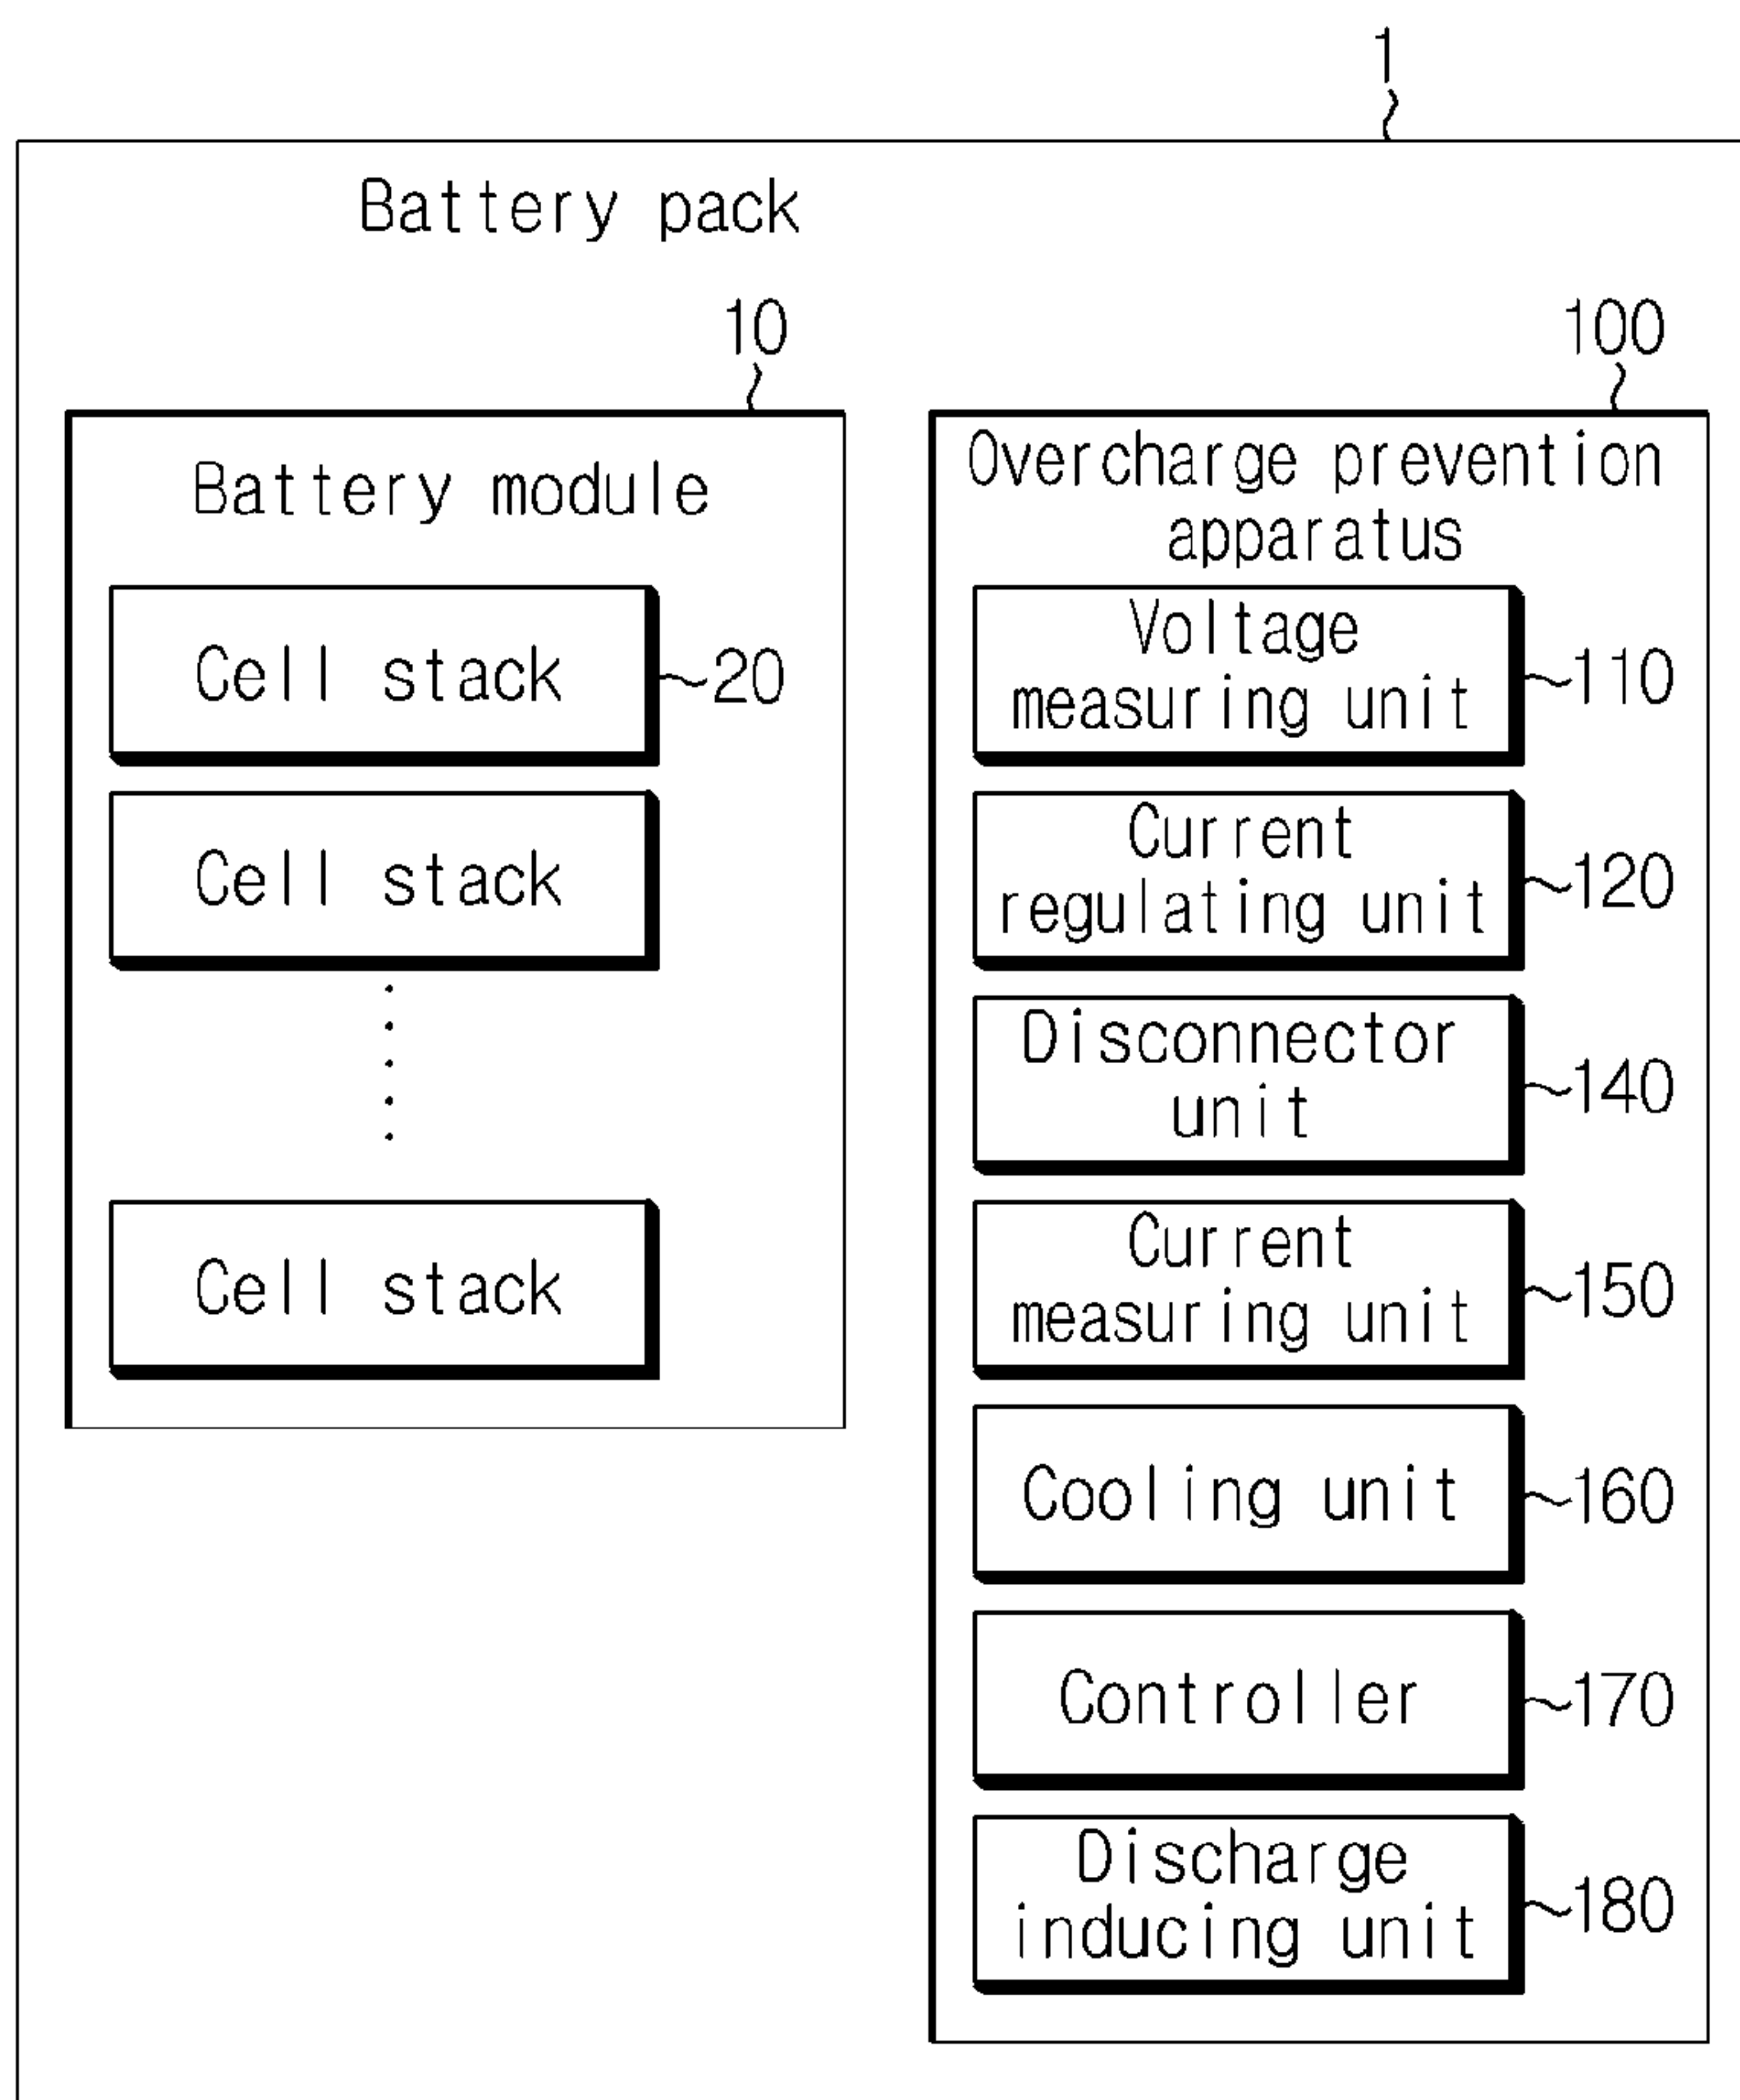 1
Battery pack
10
Battery module
Cell stack
20
Cell stack
Cell stack
100
Overcharge prevention
apparatus
Voltage
measuring unit
110
Current
regulating unit
120
Disconnector
unit
140
Current
measuring unit
150
Cooling unit
160
Controller
170
Discharge
inducing unit
180